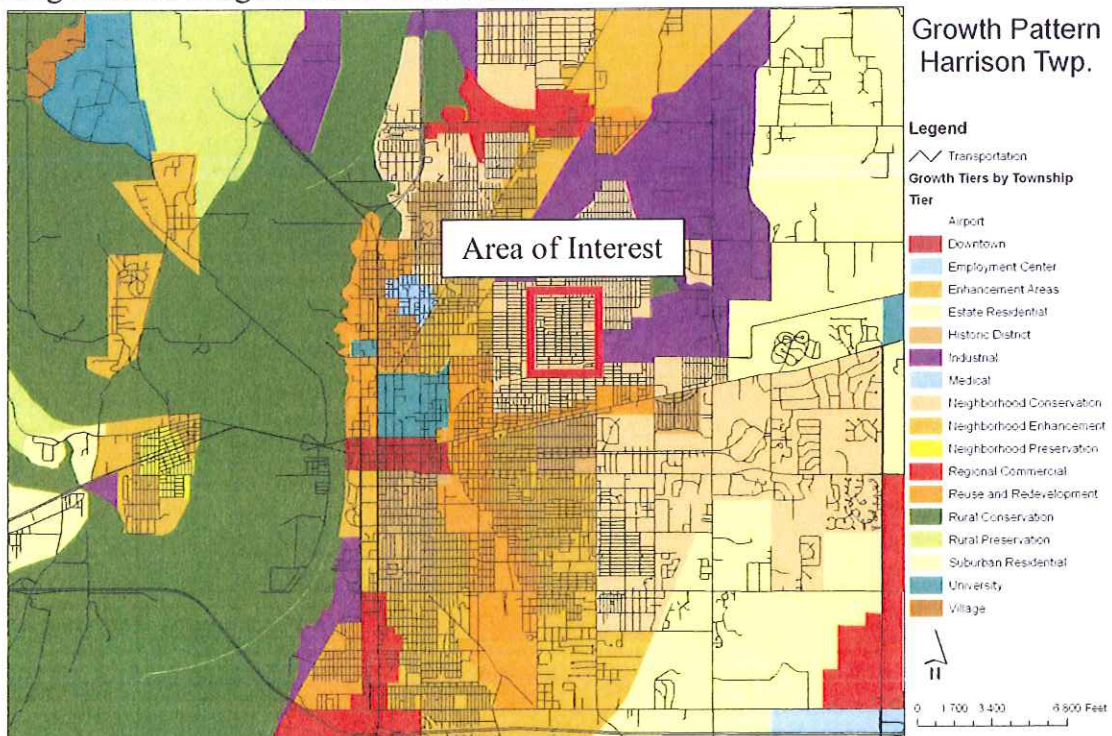 Growth Pattern
Harrison Twp.
Area of Interest
Legend
Transportation
Growth Tiers by Township
Tier
Airport
Downtown
Employment Center
Enhancement Areas
Estate Residential
Historic District
Industrial
Medical
Neighborhood Conservation
Neighborhood Enhancement
Neighborhood Preservation
Regional Commercial
Reuse and Redevelopment
Rural Conservation
Rural Preservation
Suburban Residential
University
Village
N
0 1 700 3 400 6 800 Feet